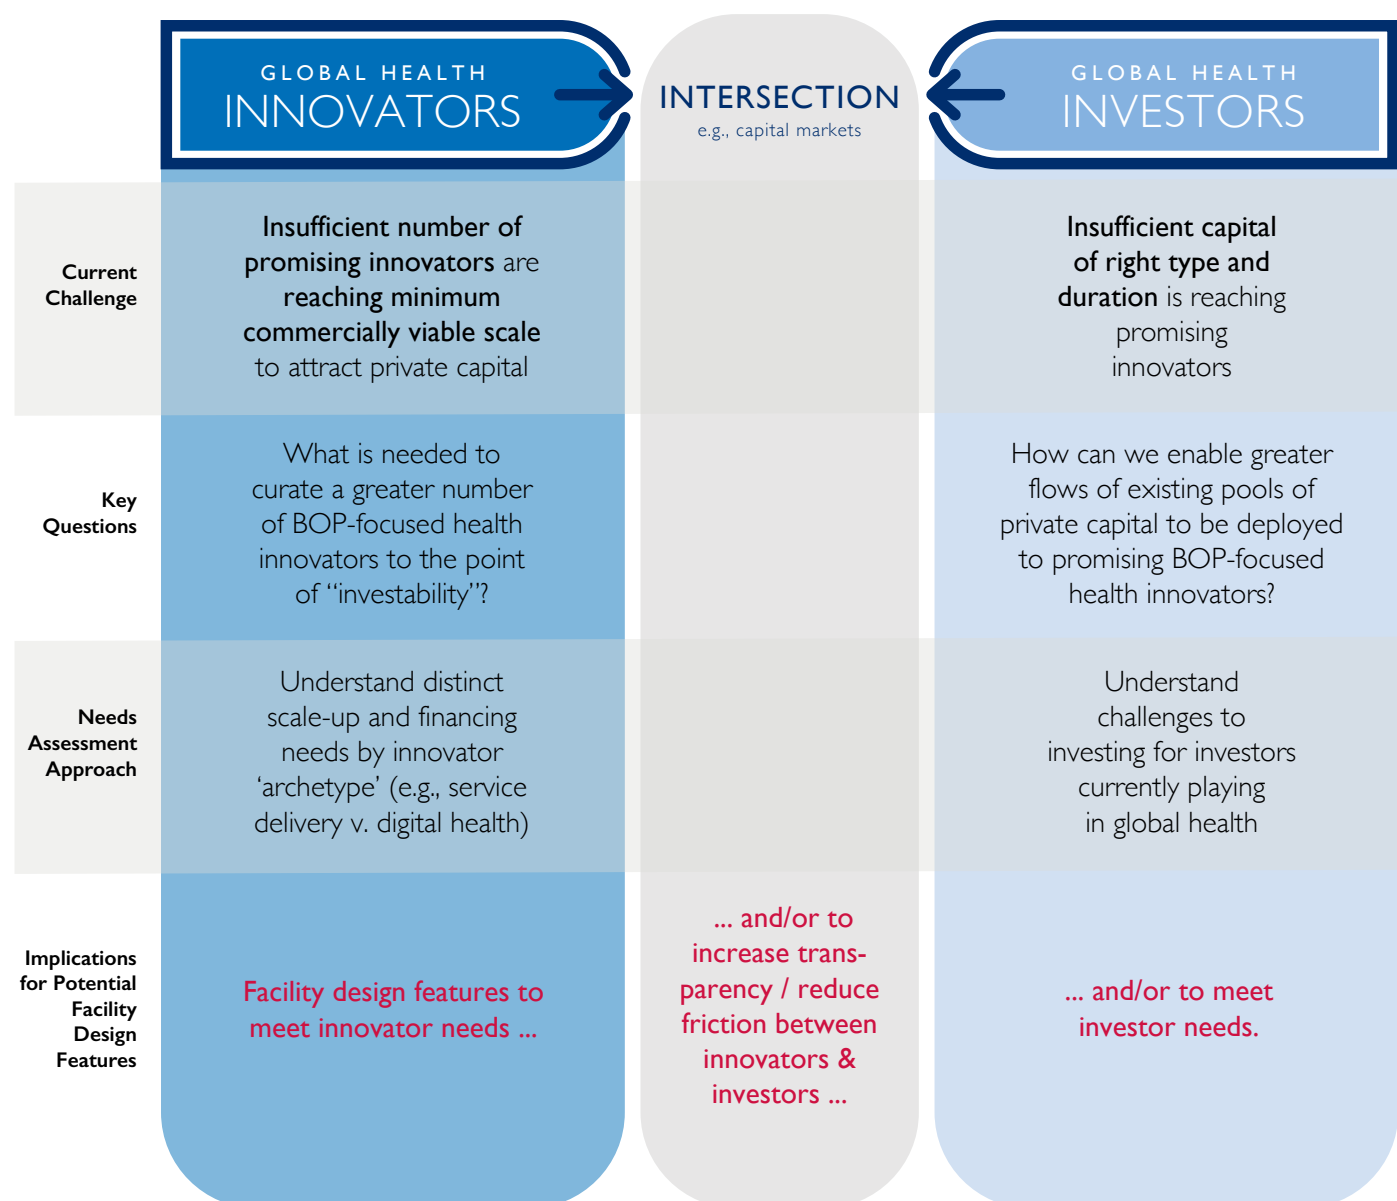 GLOBAL HEALTH
INNOVATORS
INTERSECTION
e.g., capital markets
GLOBAL HEALTH
INVESTORS
Current
Challenge
Insufficient number of
promising innovators are
reaching minimum
commercially viable scale
to attract private capital
Insufficient capital
of right type and
duration is reaching
promising
innovators
Key
Questions
What is needed to
curate a greater number
of BOP-focused health
innovators to the point
of “investability”?
How can we enable greater
flows of existing pools of
private capital to be deployed
to promising BOP-focused
health innovators?
Needs
Assessment
Approach
Understand distinct
scale-up and financing
needs by innovator
‘archetype’ (e.g., service
delivery v. digital health)
Understand
challenges to
investing for investors
currently playing
in global health
Implications
for Potential
Facility
Design
Features
Facility design features to
meet innovator needs ...
... and/or to
increase trans-
parency / reduce
friction between
innovators &
investors ...
... and/or to meet
investor needs.